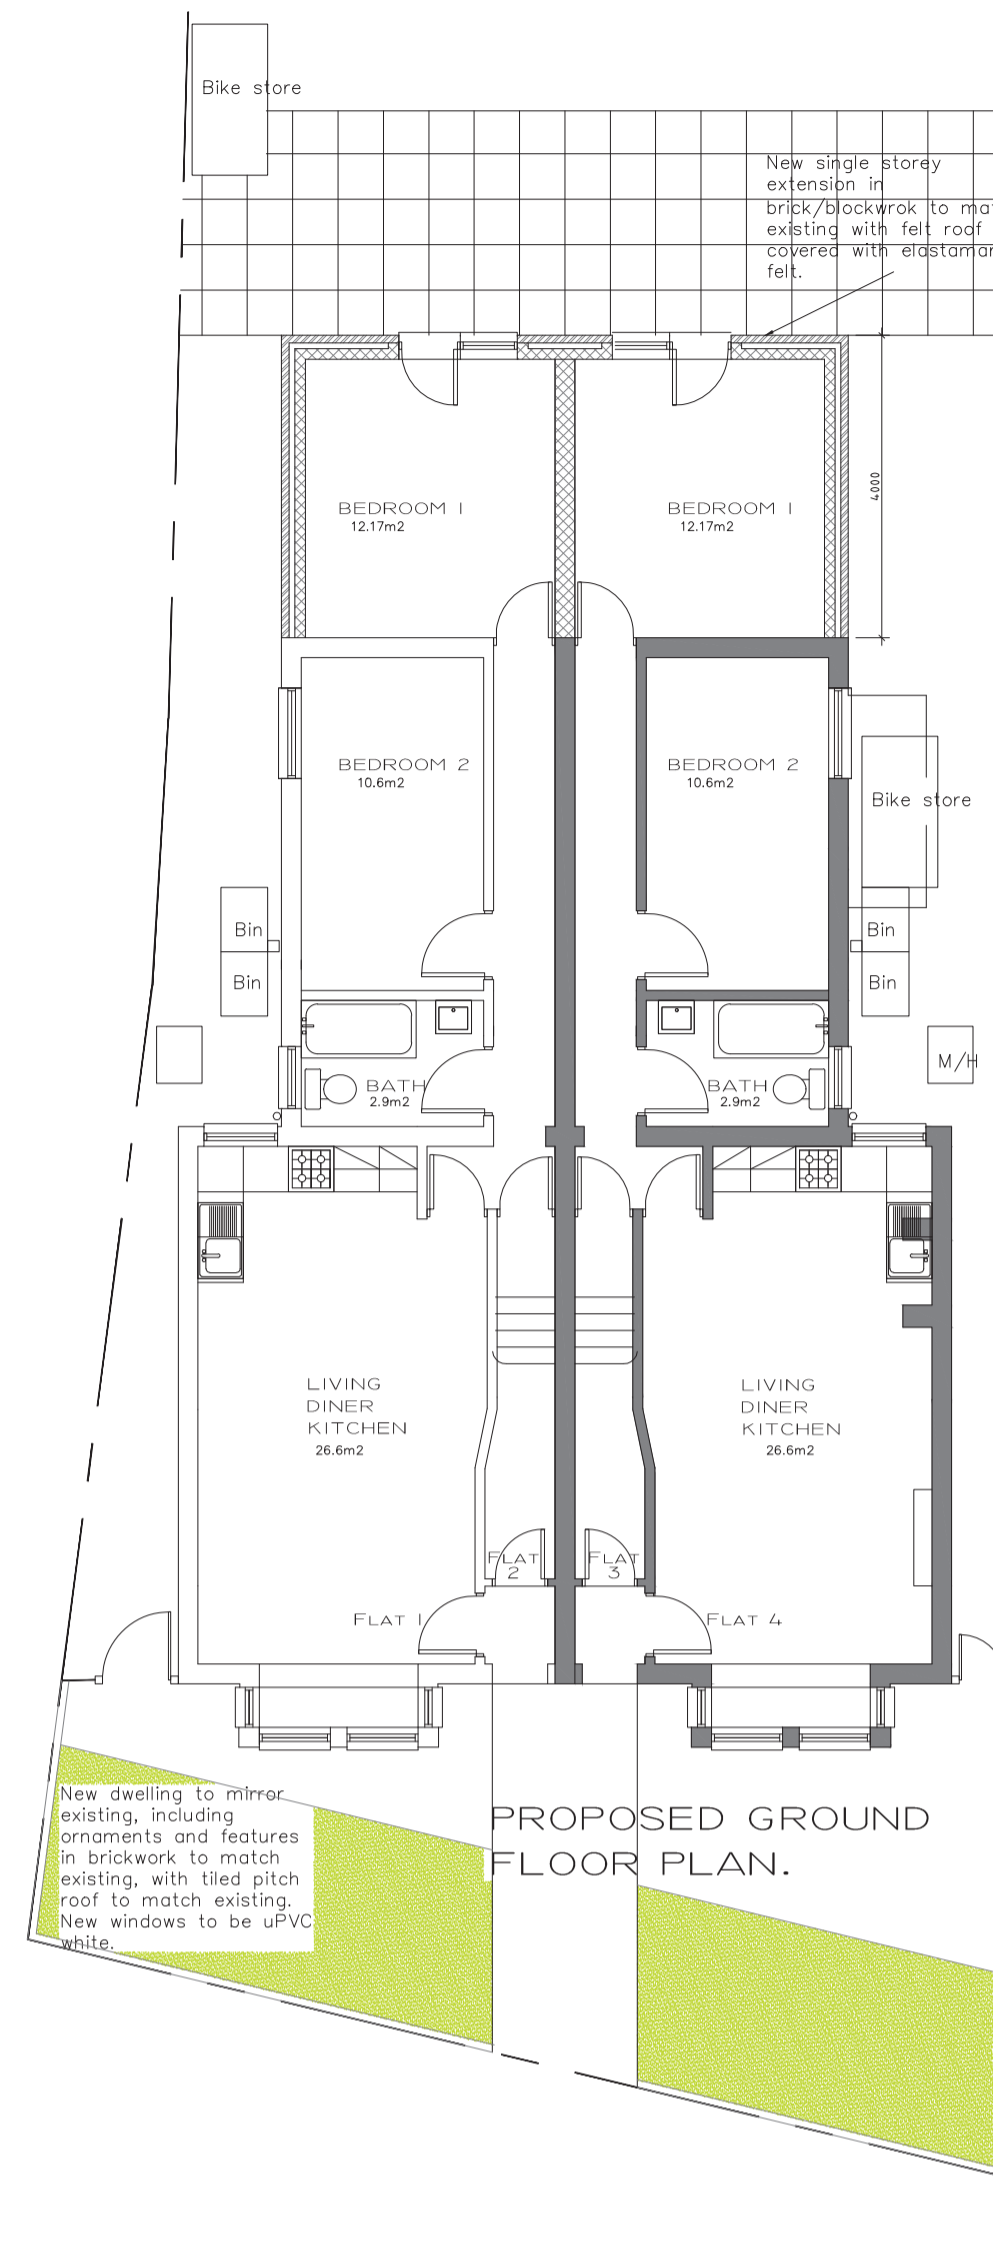 Bike store
New single storey
extension in
brick/blockwrok to ma
existing with felt roof
covered with elastamar
felt.
4000
BEDROOM 1
12.17m2
BEDROOM 1
12.17m2
BEDROOM 2
10.6m2
BEDROOM 2
10.6m2
Bike store
Bin
Bin
Bin
Bin
M/H
BATH
2.9m2
BATH
2.9m2
LIVING
DINER
KITCHEN
26.6m2
LIVING
DINER
KITCHEN
26.6m2
FLAT
2
FLAT
3
FLAT 1
FLAT 4
New dwelling to mirror
existing, including
ornaments and features
in brickwork to match
existing, with tiled pitch
roof to match existing.
New windows to be uPVC
white.
PROPOSED GROUND
FLOOR PLAN.